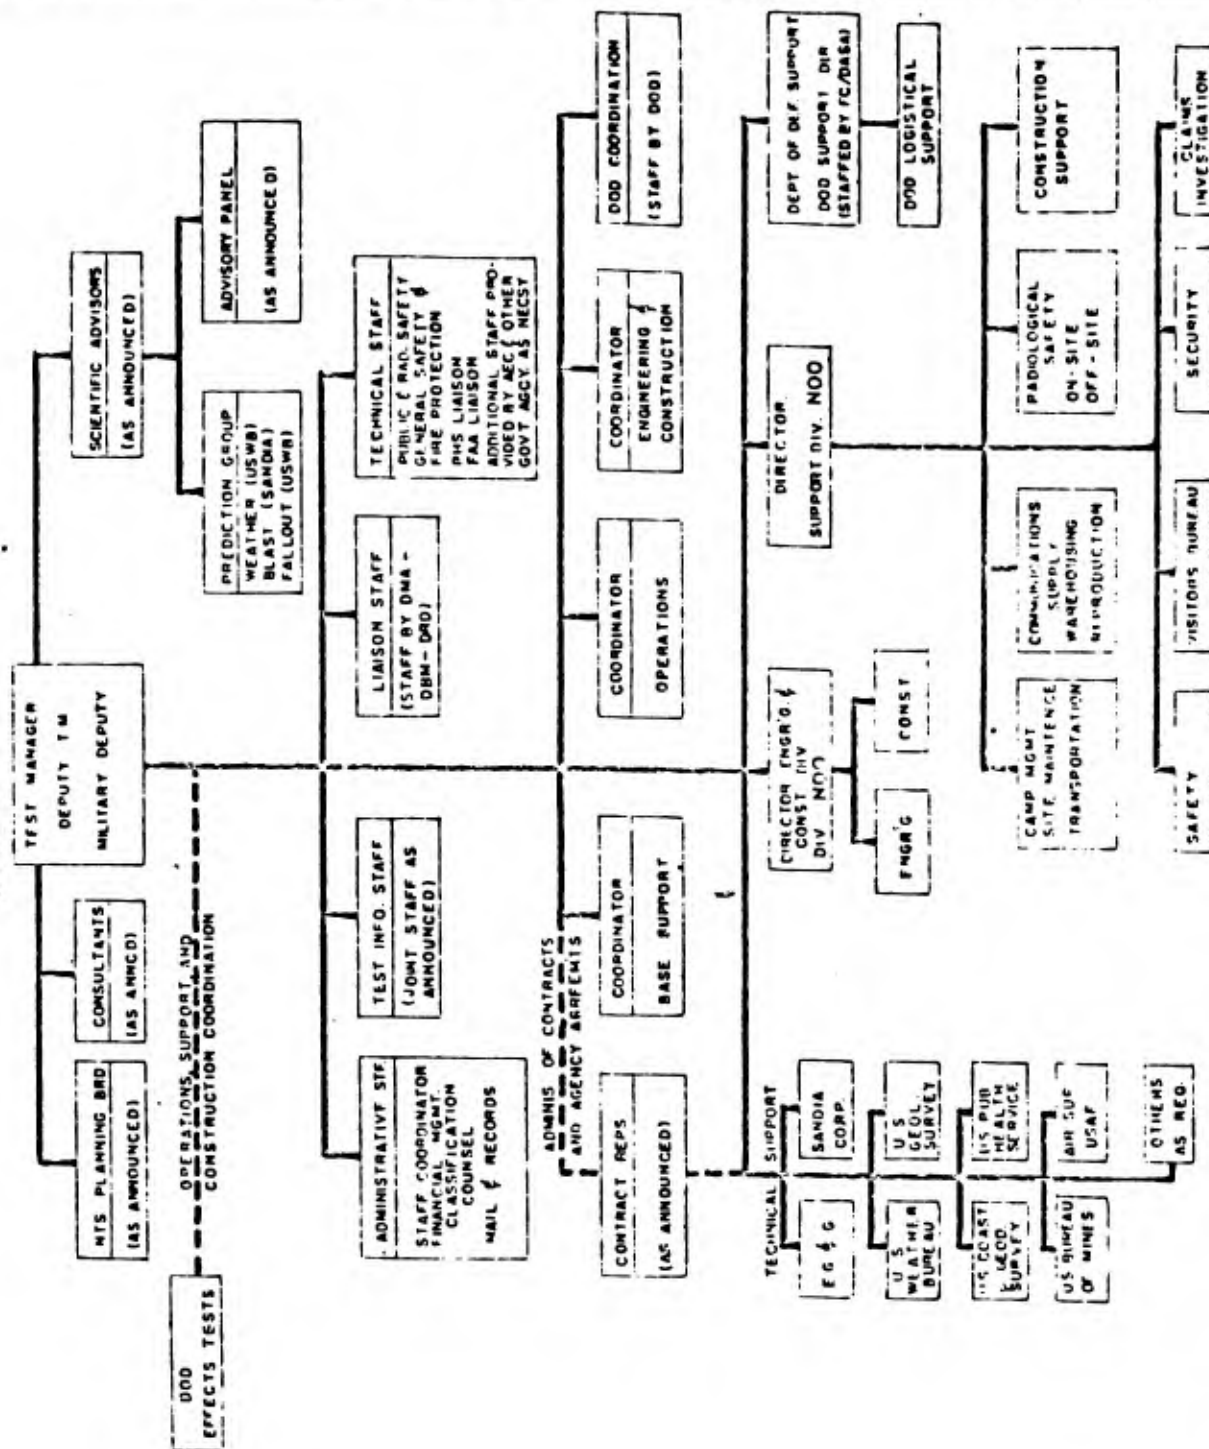 TEST MANAGER
DEPUTY TM
MILITARY DEPUTY
NTS PLANNING BRD
(AS ANNOUNCED)
CONSULTANTS
(AS ANNCD)
SCIENTIFIC ADVISORS
(AS ANNOUNCED)
DOD
EFFECTS TESTS
OPERATIONS, SUPPORT AND
CONSTRUCTION COORDINATION
PREDICTION GROUP
WEATHER (USWB)
BLAST (SANDIA)
FALLOUT (USWB)
ADVISORY PANEL
(AS ANNOUNCED)
ADMINISTRATIVE STF.
STAFF COORDINATOR
FINANCIAL MGMT.
CLASSIFICATION
COUNSEL
MAIL & RECORDS
TEST INFO. STAFF
(JOINT STAFF AS
ANNOUNCED)
LIAISON STAFF
(STAFF BY DMA-
DBM-DRD)
TECHNICAL STAFF
PUBLIC & RAD. SAFETY
GENERAL SAFETY &
FIRE PROTECTION
PHS LIAISON
FAA LIAISON
ADDITIONAL STAFF PRO-
VIDED BY AEC & OTHER
GOVT AGCY. AS NECSY
ADMINIS OF CONTRACTS
AND AGENCY ARREEMTS
CONTRACT REPS
(AS ANNOUNCED)
COORDINATOR
BASE SUPPORT
COORDINATOR
OPERATIONS
COORDINATOR
ENGINEERING &
CONSTRUCTION
DOD COORDINATION
(STAFF BY DOD)
TECHNICAL SUPPORT
EG & G
SANDIA
CORP.
U S
WEATHER
BUREAU
U S
GEOL.
SURVEY
US COAST
& GEOD.
SURVEY
US PUB
HEALTH
SERVICE
US BUREAU
OF MINES
AIR SUP
USAF
OTHERS
AS REQ.
DIRECTOR ENGR'G. &
CONST DIV
DIV NOO
ENGR'G
CONST
DIRECTOR
SUPPORT DIV. NOO
DEPT OF DEF. SUPPORT
DOD SUPPORT DIR
(STAFFED BY FC/DASA)
DOD LOGISTICAL
SUPPORT
CAMP MGMT
SITE MAINTENCE
TRANSPORTATION
COMMUNICATIONS
SUPPLY
WAREHOUSING
REPRODUCTION
RADIOLOGICAL
SAFETY
ON-SITE
OFF-SITE
CONSTRUCTION
SUPPORT
SAFETY
VISITORS BUREAU
SECURITY
CLAIMS
INVESTIGATION